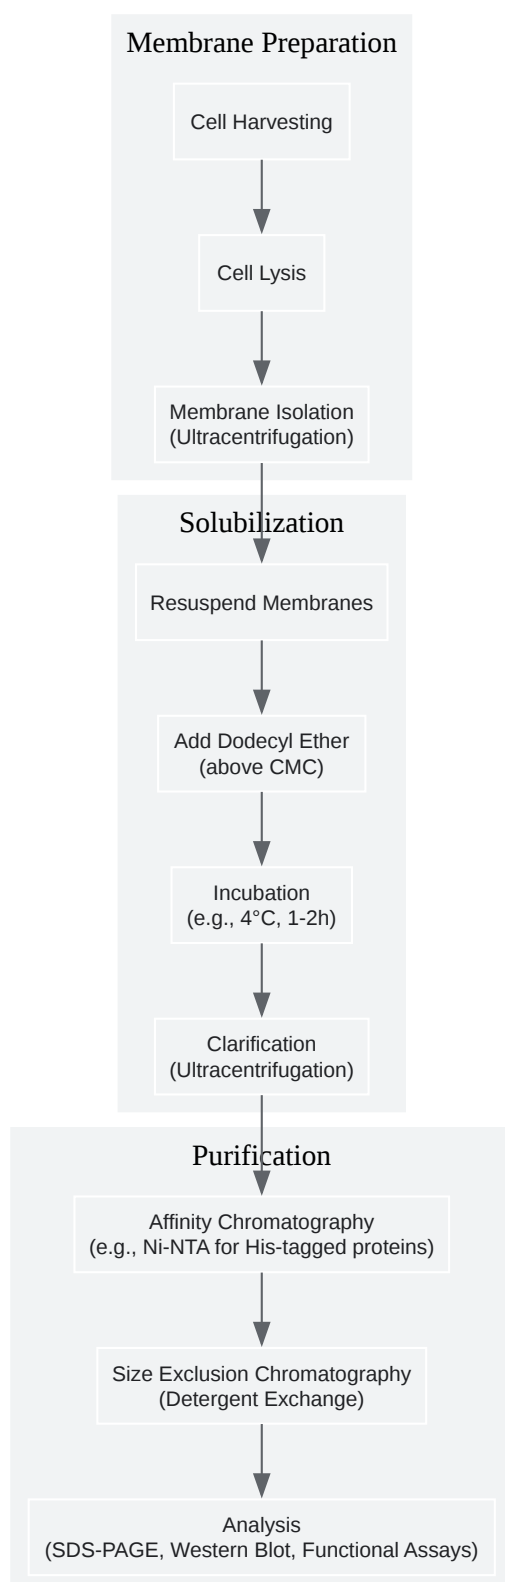 Membrane Preparation
Cell Harvesting
Cell Lysis
Membrane Isolation
(Ultracentrifugation)
Solubilization
Resuspend Membranes
Add Dodecyl Ether
(above CMC)
Incubation
(e.g., 4°C, 1-2h)
Clarification
(Ultracentrifugation)
Purification
Affinity Chromatography
(e.g., Ni-NTA for His-tagged proteins)
Size Exclusion Chromatography
(Detergent Exchange)
Analysis
(SDS-PAGE, Western Blot, Functional Assays)